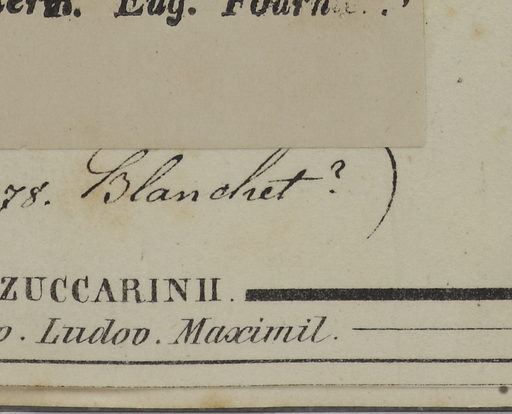 Eug. Fourn
78. Blanchet? )
ZUCCARINII.
o. Ludov. Maximil.